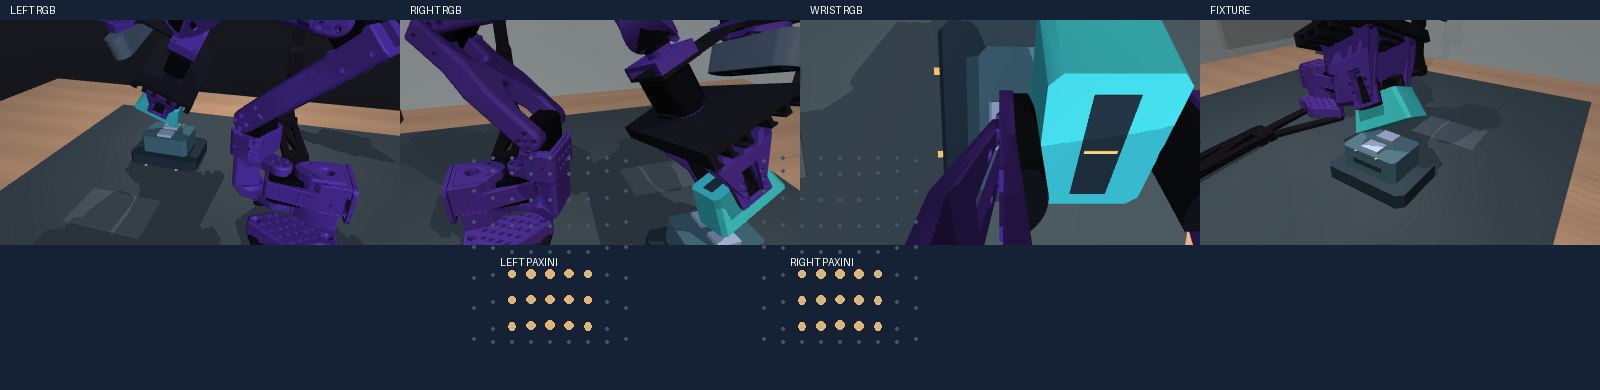 LEFT RGB
RIGHT RGB
WRIST RGB
FIXTURE
LEFT PAXINI
RIGHT PAXINI